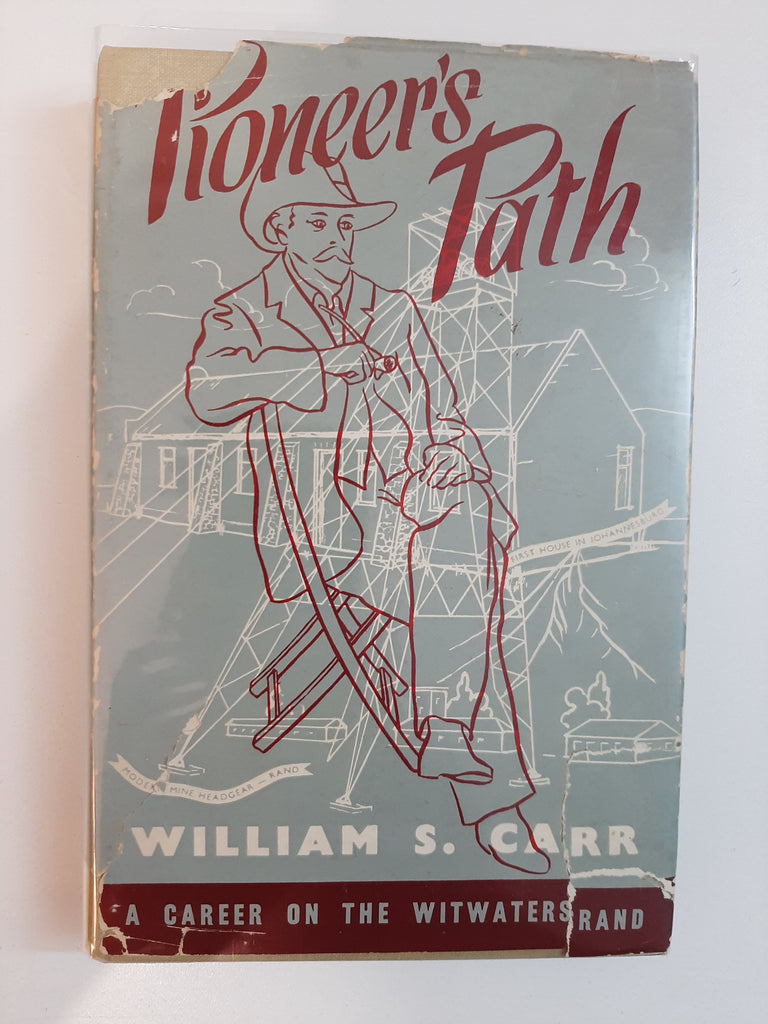 Pioneer's
Path
FIRST HOUSE IN JOHANNESBURG
MODERN MINE HEADGEAR — RAND
WILLIAM S. CARR
A CAREER ON THE WITWATERSRAND